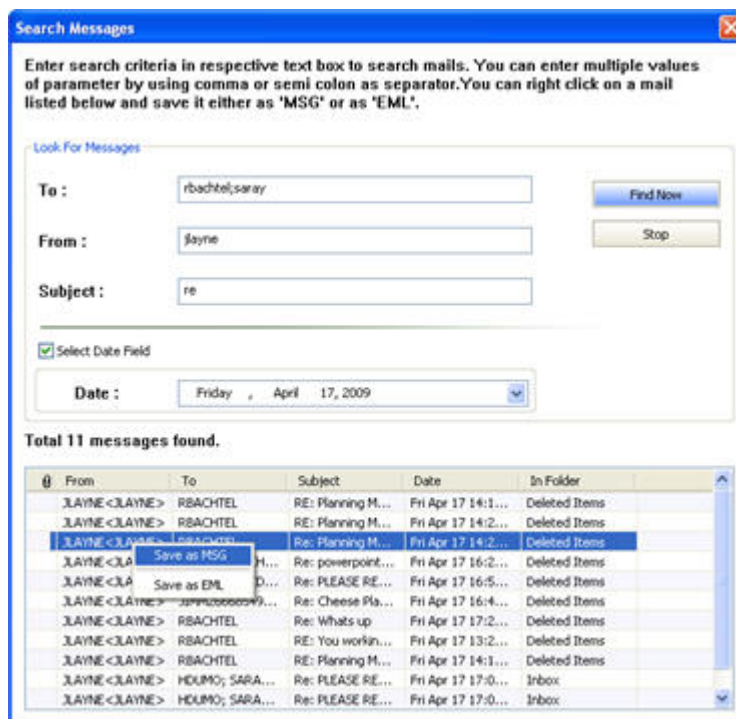 Search Messages
Enter search criteria in respective text box to search mails. You can enter multiple values
of parameter by using comma or semi colon as separator.You can right click on a mail
listed below and save it either as 'MSG' or as 'EML'.
Look For Messages
To : rbachtel;saray Find Now
From : jlayne Stop
Subject : re
Select Date Field
Date : Friday , April 17, 2009
Total 11 messages found.
From To Subject Date In Folder
JLAYNE<JLAYNE> RBACHTEL RE: Planning M... Fri Apr 17 14:1... Deleted Items
JLAYNE<JLAYNE> RBACHTEL RE: Planning M... Fri Apr 17 14:2... Deleted Items
JLAYNE<JLAYNE> RBACHTEL Re: Planning M... Fri Apr 17 14:2... Deleted Items
Save as MSG
JLAYNE<JLA H... Re: powerpoint... Fri Apr 17 16:2... Deleted Items
JLAYNE<JLA D... Re: PLEASE RE... Fri Apr 17 16:5... Deleted Items
Save as EML
JLAYNE<JLAYNE> Re: Cheese Pla... Fri Apr 17 16:4... Deleted Items
JLAYNE<JLAYNE> RBACHTEL Re: Whats up Fri Apr 17 17:2... Deleted Items
JLAYNE<JLAYNE> RBACHTEL RE: You workin... Fri Apr 17 13:2... Deleted Items
JLAYNE<JLAYNE> RBACHTEL RE: Planning M... Fri Apr 17 14:1... Deleted Items
JLAYNE<JLAYNE> HDUMO; SARA... Re: PLEASE RE... Fri Apr 17 17:0... Inbox
JLAYNE<JLAYNE> HDUMO; SARA... Re: PLEASE RE... Fri Apr 17 17:0... Inbox